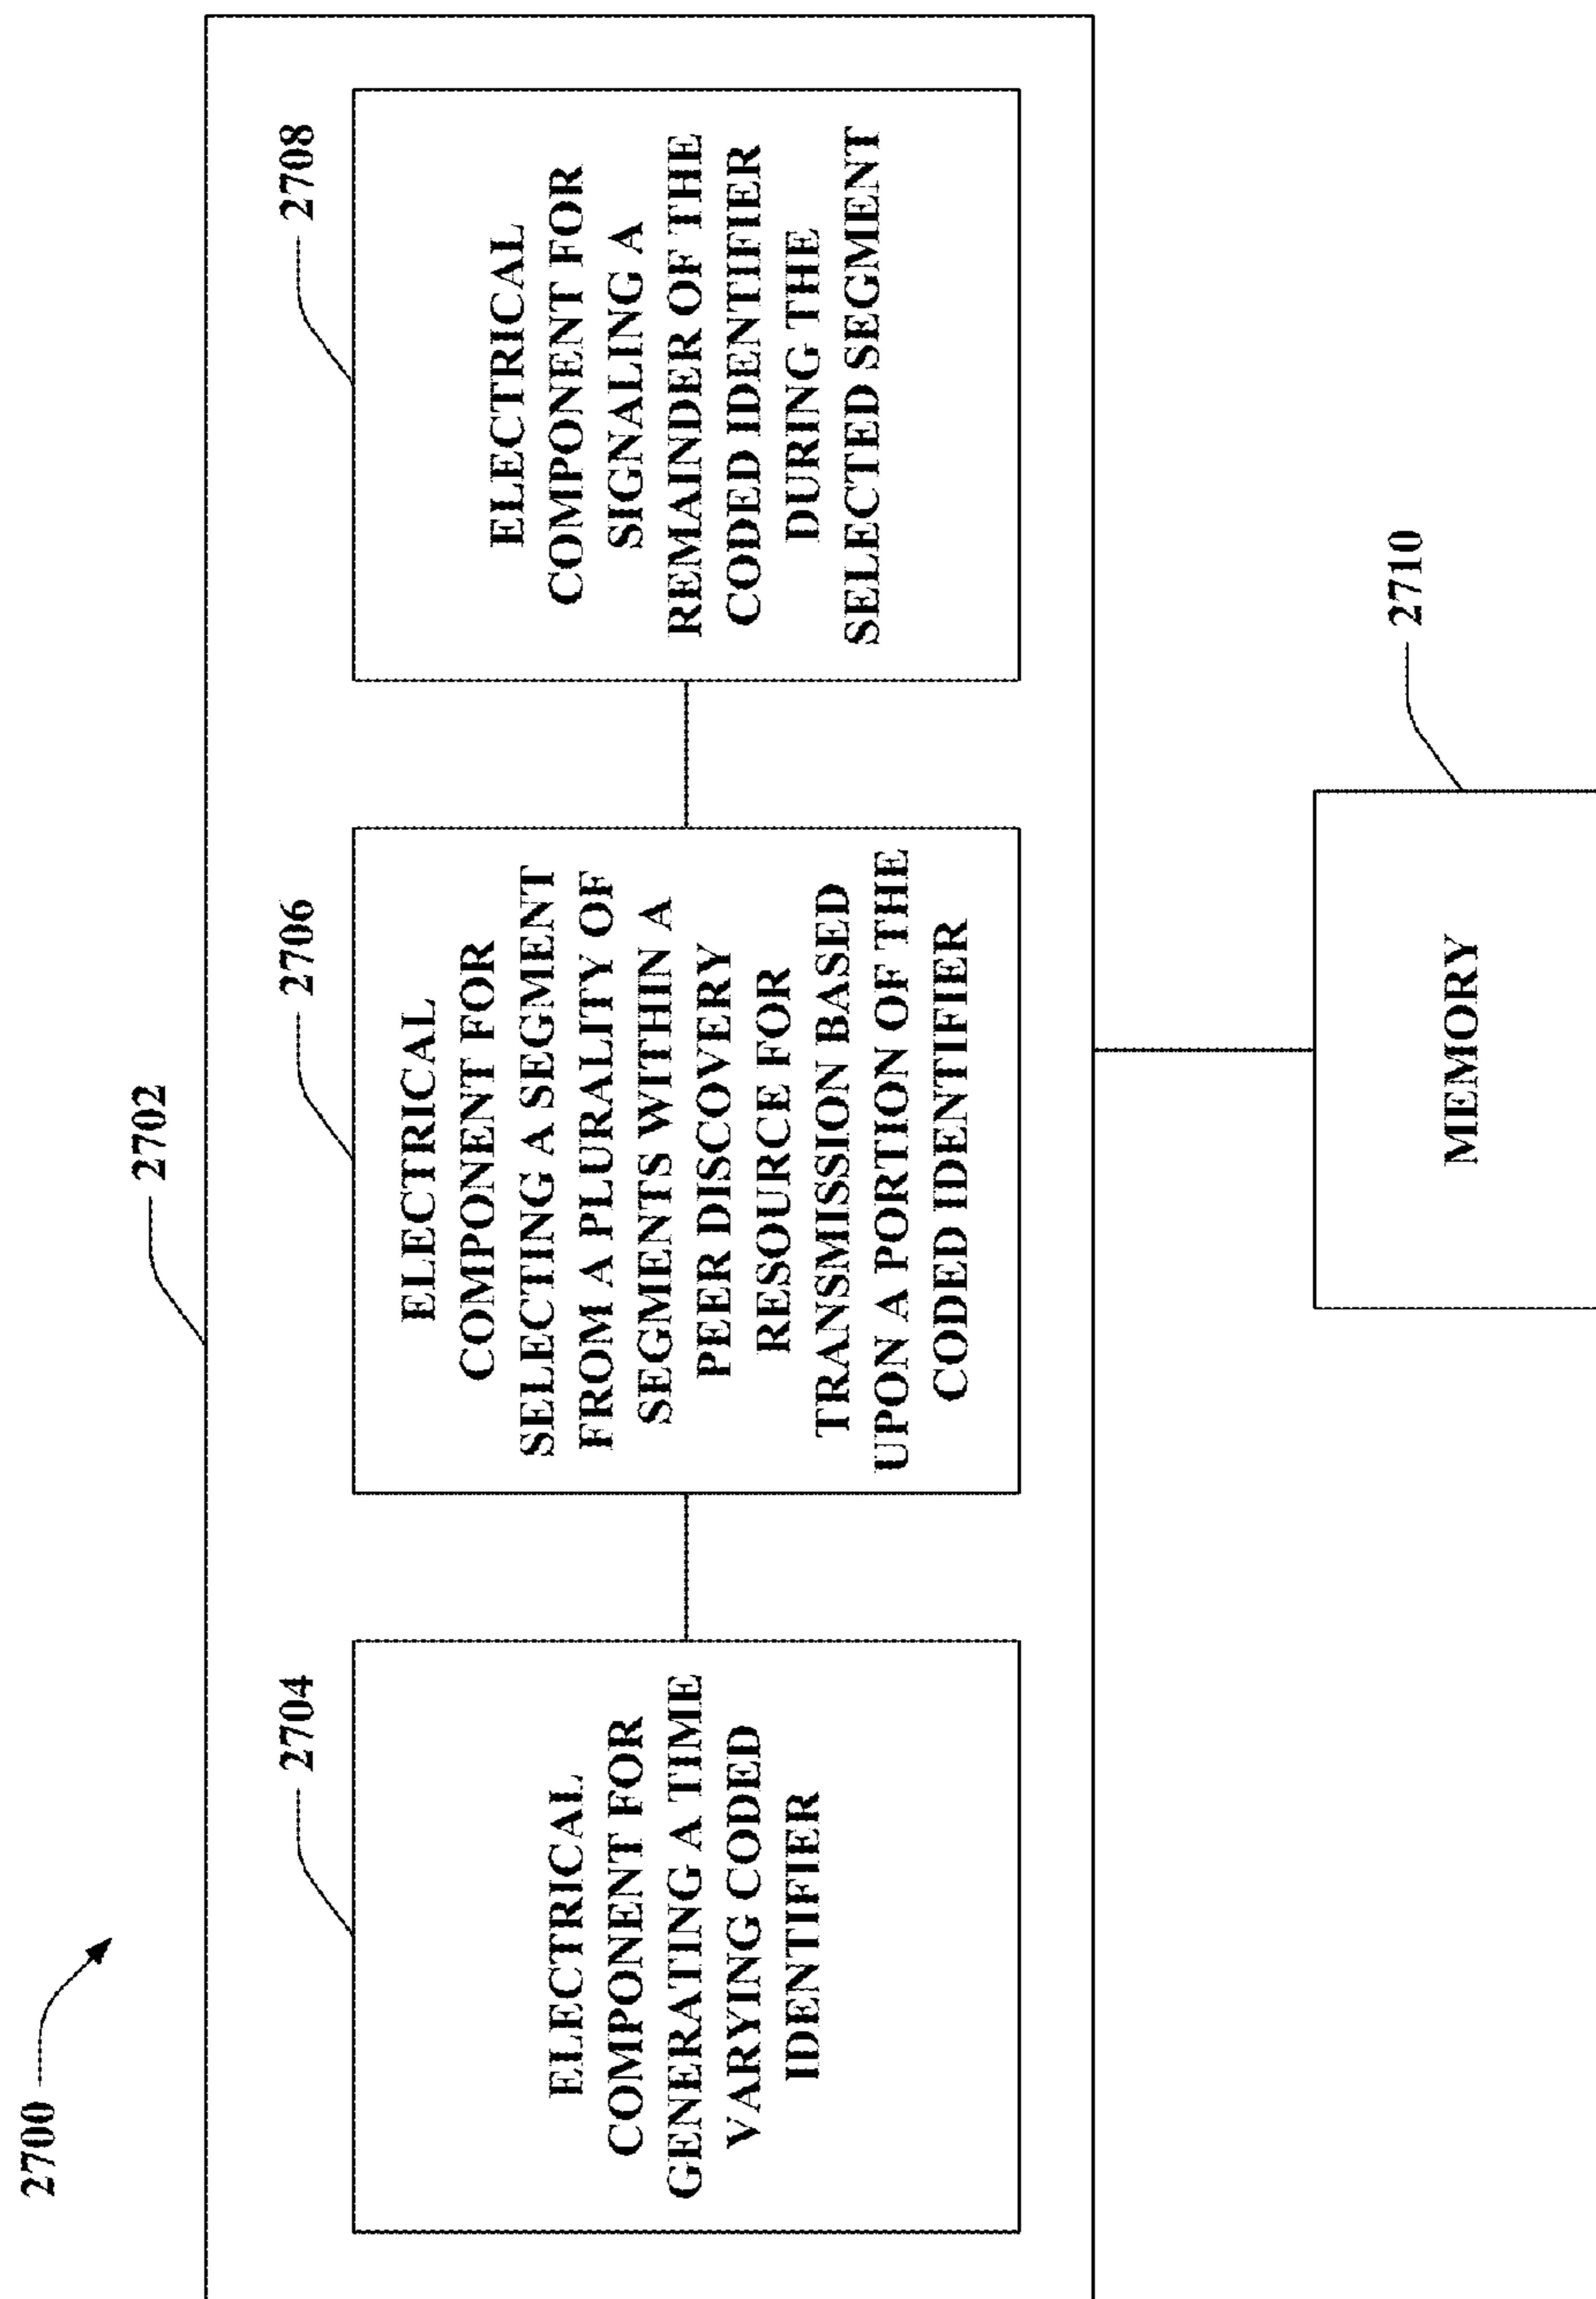 2700
2702
2704
ELECTRICAL
COMPONENT FOR
GENERATING A TIME
VARYING CODED
IDENTIFIER
2706
ELECTRICAL
COMPONENT FOR
SELECTING A SEGMENT
FROM A PLURALITY OF
SEGMENTS WITHIN A
PEER DISCOVERY
RESOURCE FOR
TRANSMISSION BASED
UPON A PORTION OF THE
CODED IDENTIFIER
2708
ELECTRICAL
COMPONENT FOR
SIGNALING A
REMAINDER OF THE
CODED IDENTIFIER
DURING THE
SELECTED SEGMENT
2710
MEMORY